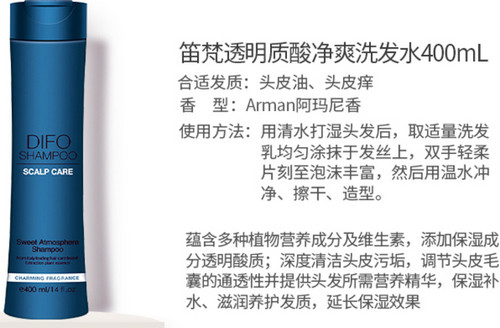 DIFO
SHAMPOO
SCALP CARE
Sweet Atmosphere
Shampoo
CHARMING FRAGRANCE
e400 ml/14 fl oz
笛梵透明质酸净爽洗发水400mL
合适发质：头皮油、头皮痒
香　型：Arman阿玛尼香
使用方法：用清水打湿头发后，取适量洗发
乳均匀涂抹于发丝上，双手轻柔
片刻至泡沫丰富，然后用温水冲
净、擦干、造型。
蕴含多种植物营养成分及维生素，添加保湿成
分透明酸质；深度清洁头皮污垢，调节头皮毛
囊的通透性并提供头发所需营养精华，保湿补
水、滋润养护发质，延长保湿效果